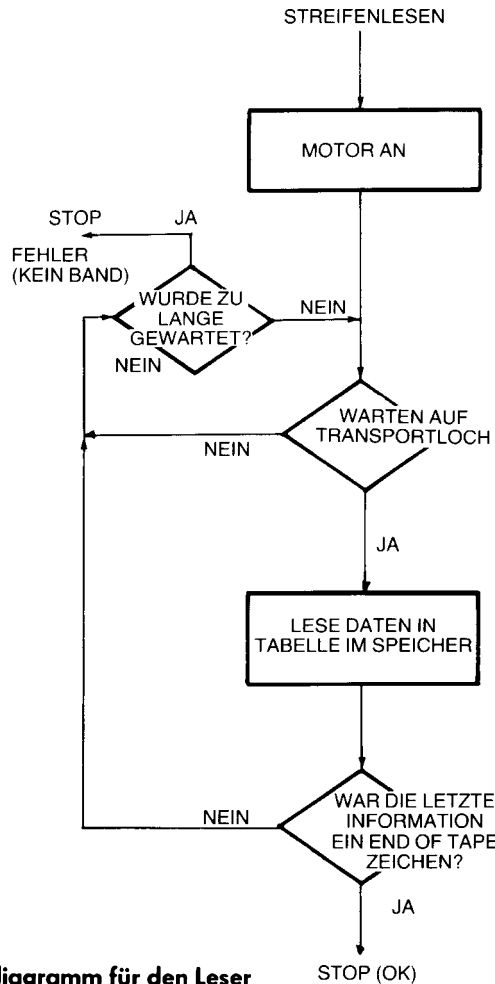 STREIFENLESEN
MOTOR AN
STOP
JA
FEHLER
(KEIN BAND)
WURDE ZU
LANGE
GEWARTET?
NEIN
NEIN
WARTEN AUF
TRANSPORTLOCH
NEIN
JA
LESE DATEN IN
TABELLE IM SPEICHER
WAR DIE LETZTE
INFORMATION
EIN END OF TAPE
ZEICHEN?
NEIN
JA
STOP (OK)
diagramm für den Leser